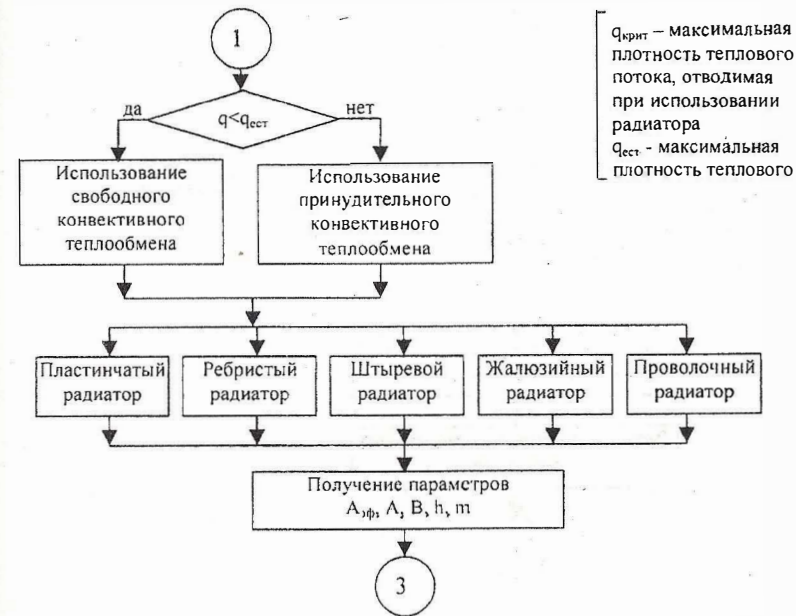 1
q<qест
да
нет
Использование
свободного
конвективного
теплообмена
Использование
принудительного
конвективного
теплообмена
Пластинчатый
радиатор
Ребристый
радиатор
Штыревой
радиатор
Жалюзийный
радиатор
Проволочный
радиатор
Получение параметров
Aэф, A, B, h, m
3
qкрит – максимальная
плотность теплового
потока, отводимая
при использовании
радиатора
qест - максимальная
плотность теплового